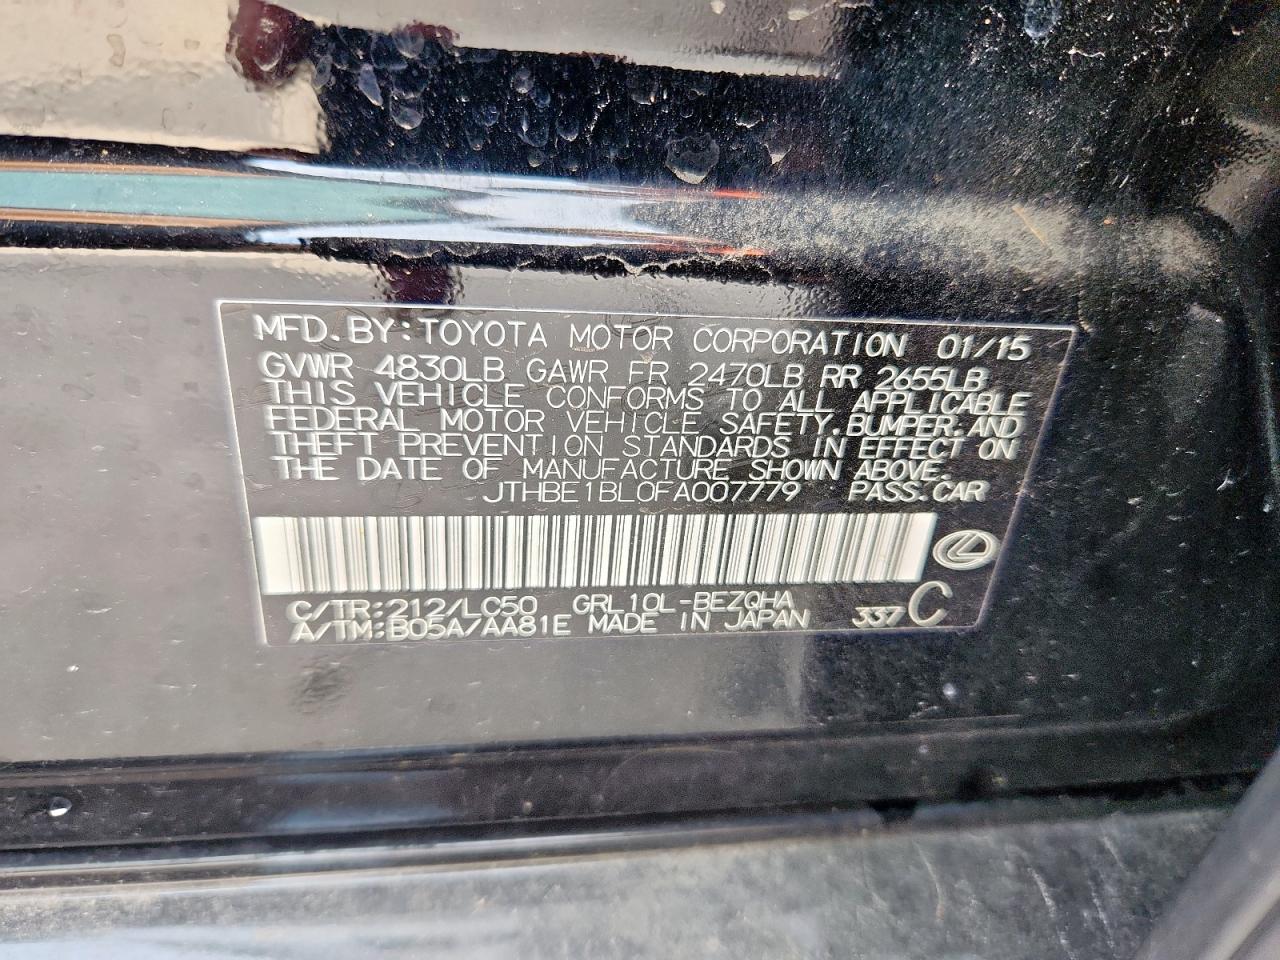 MFD.BY:TOYOTA MOTOR CORPORATION 01/15
GVWR 4830LB GAWR FR 2470LB RR 2655LB
THIS VEHICLE CONFORMS TO ALL APPLICABLE
FEDERAL MOTOR VEHICLE SAFETY,BUMPER,AND
THEFT PREVENTION STANDARDS IN EFFECT ON
THE DATE OF MANUFACTURE SHOWN ABOVE.
JTHBE1BL0FA007779 PASS.CAR
C/TR:212/LC50 GRL10L-BEZQHA
A/TM:B05A/AA81E MADE IN JAPAN 337 C